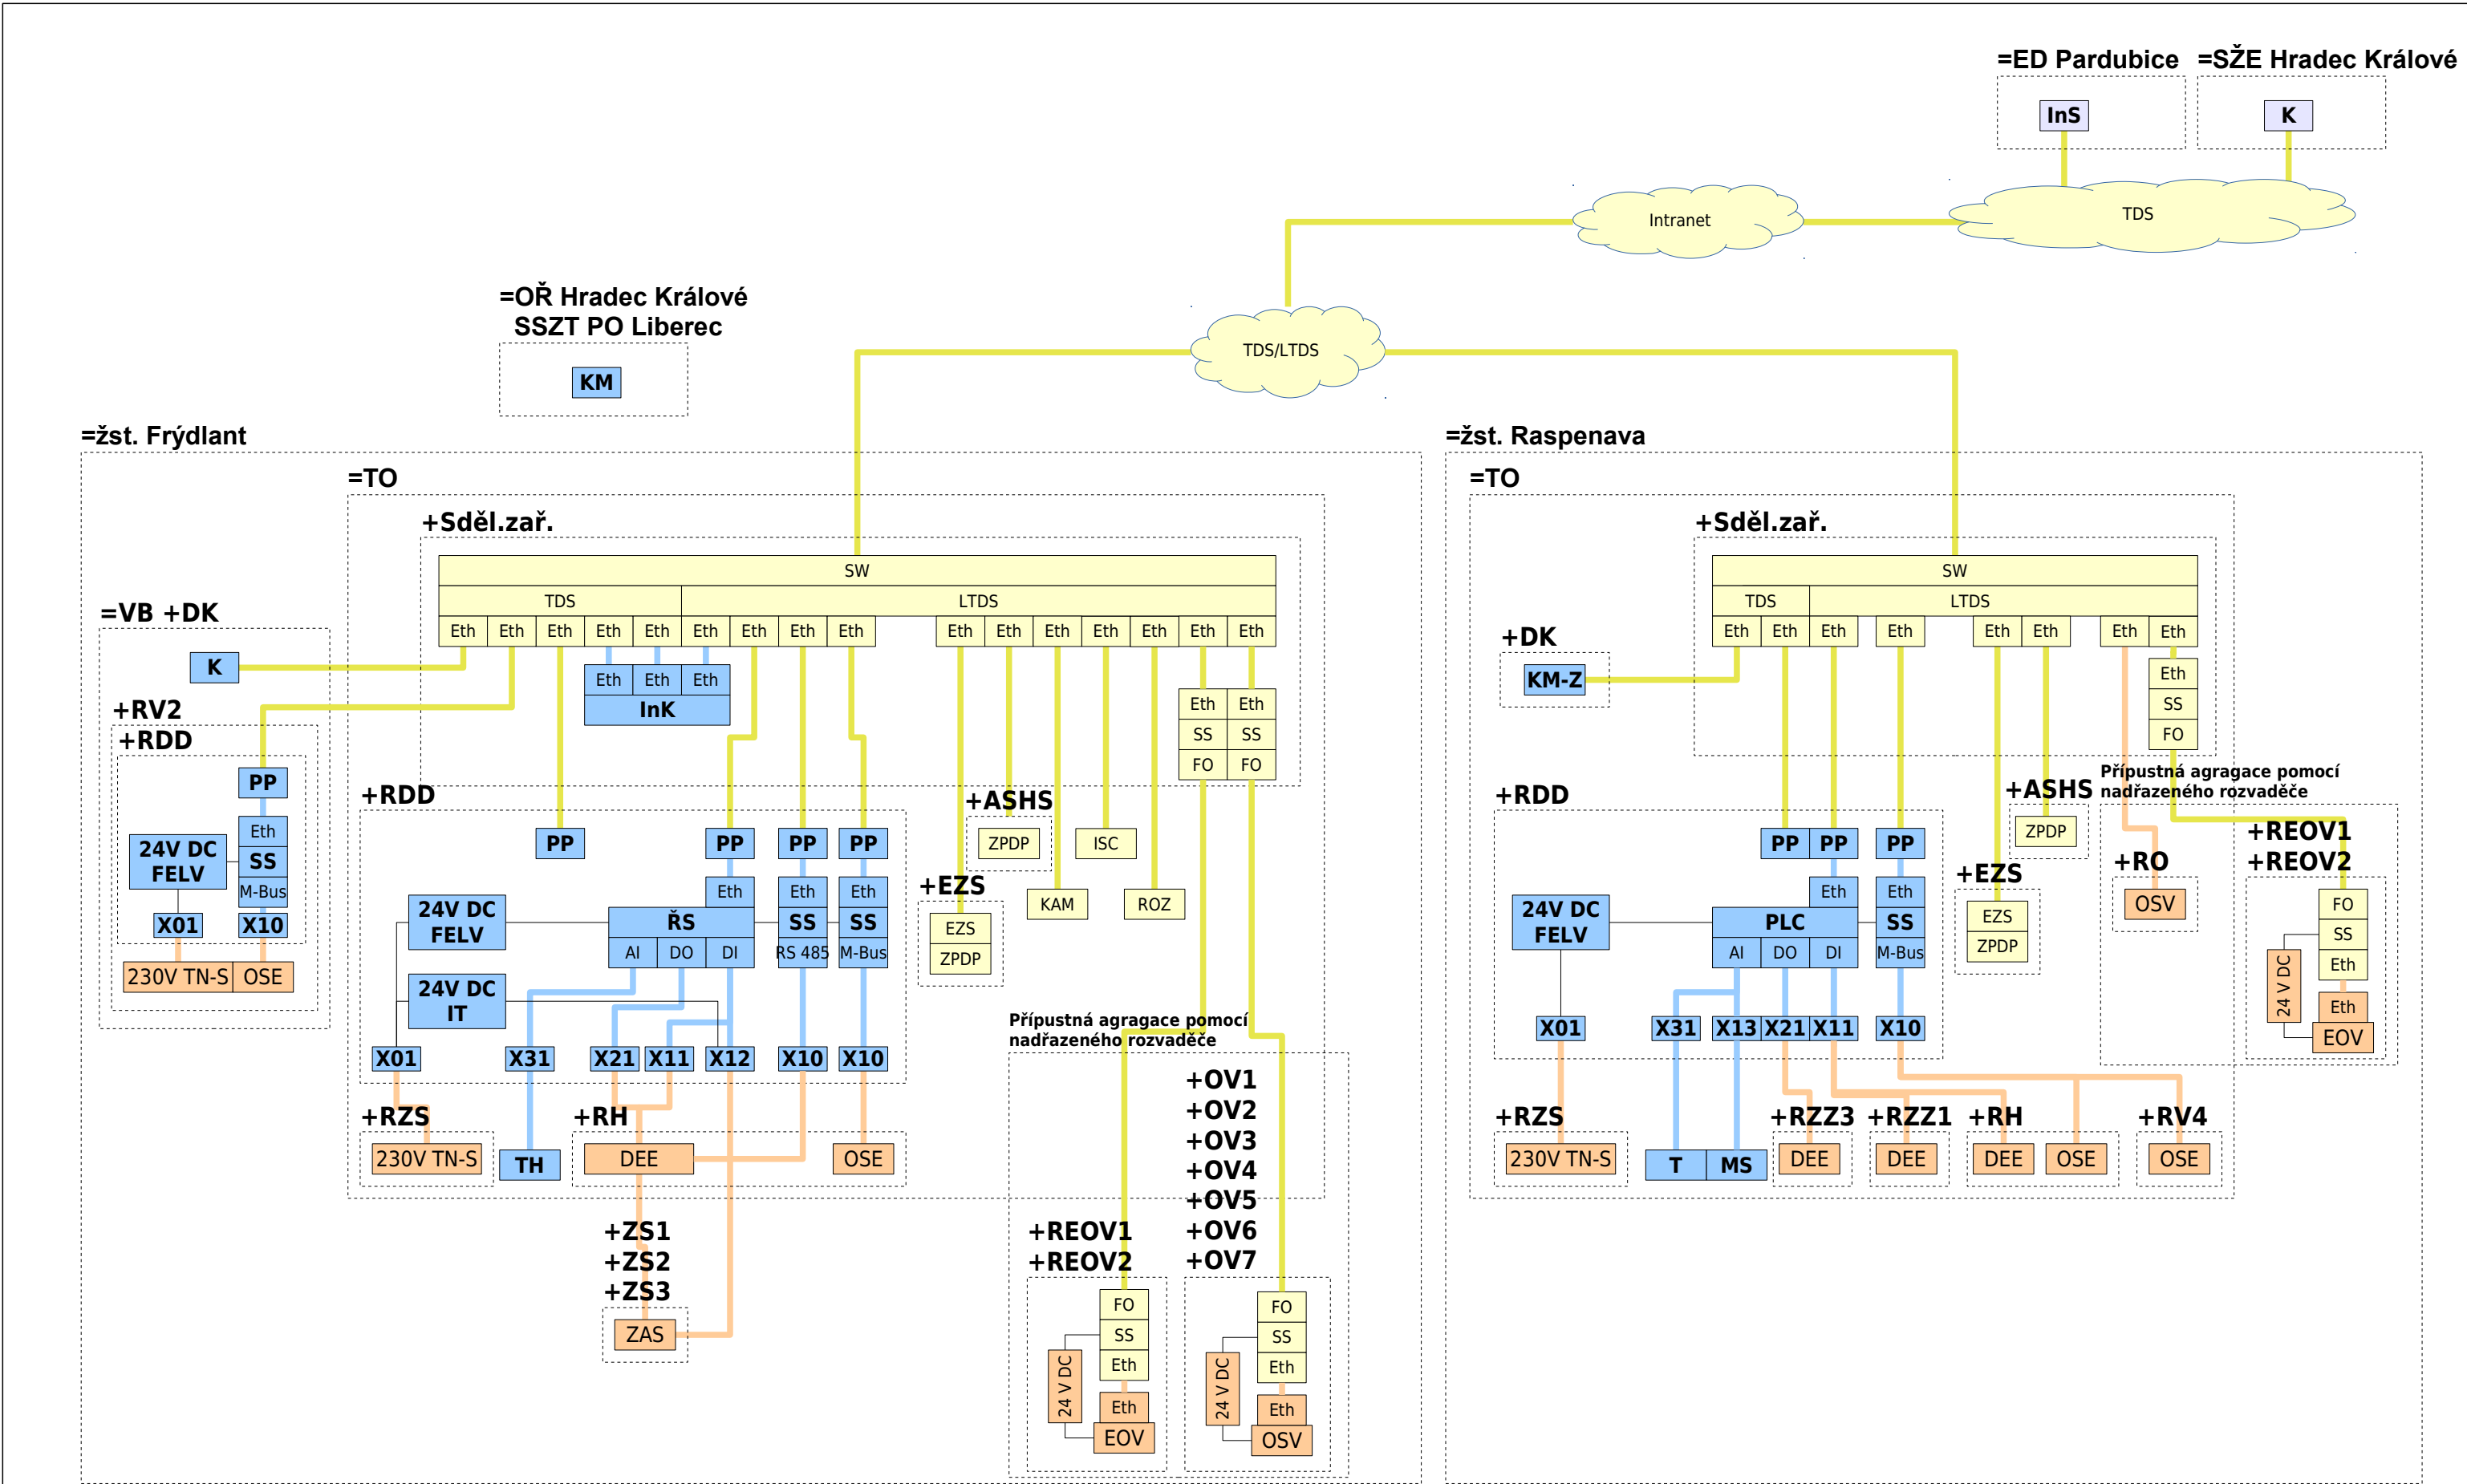 =ED Pardubice
=SŽE Hradec Králové
InS
K
TDS
Intranet
=OŘ Hradec Králové
SSZT PO Liberec
TDS/LTDS
KM
=žst. Frýdlant
=TO
+Sděl.zař.
SW
TDS
LTDS
Eth Eth Eth Eth Eth Eth Eth Eth Eth Eth Eth Eth Eth Eth Eth Eth
=VB +DK
K
Eth Eth Eth
InK
Eth Eth
SS SS
FO FO
+RV2
+RDD
PP
Eth
24V DC
FELV
SS
M-Bus
X01
X10
230V TN-S
OSE
+RDD
PP
PP
PP
PP
Eth
Eth
Eth
24V DC
FELV
ŘS
SS
SS
AI
DO
DI
RS 485
M-Bus
24V DC
IT
X01
X31
X21
X11
X12
X10
X10
+ASHS
ZPDP
ISC
KAM
ROZ
+EZS
EZS
ZPDP
+RZS
230V TN-S
TH
+RH
DEE
OSE
+ZS1
+ZS2
+ZS3
ZAS
Přípustná agragace pomocí
nadřazeného rozvaděče
+REOV1
+REOV2
FO
SS
Eth
24 V DC
Eth
EOV
+OV1
+OV2
+OV3
+OV4
+OV5
+OV6
+OV7
FO
SS
Eth
24 V DC
Eth
OSV
=žst. Raspenava
=TO
+Sděl.zař.
SW
TDS
LTDS
Eth Eth Eth Eth Eth Eth Eth Eth
+DK
KM-Z
Eth
SS
FO
+RDD
PP
PP
PP
Eth
Eth
24V DC
FELV
PLC
SS
AI
DO
DI
M-Bus
X01
X31
X13
X21
X11
X10
+ASHS
ZPDP
+EZS
EZS
ZPDP
Přípustná agragace pomocí
nadřazeného rozvaděče
+RO
OSV
+REOV1
+REOV2
FO
SS
Eth
24 V DC
Eth
EOV
+RZS
230V TN-S
T
MS
+RZZ3
DEE
+RZZ1
DEE
+RH
DEE
OSE
+RV4
OSE